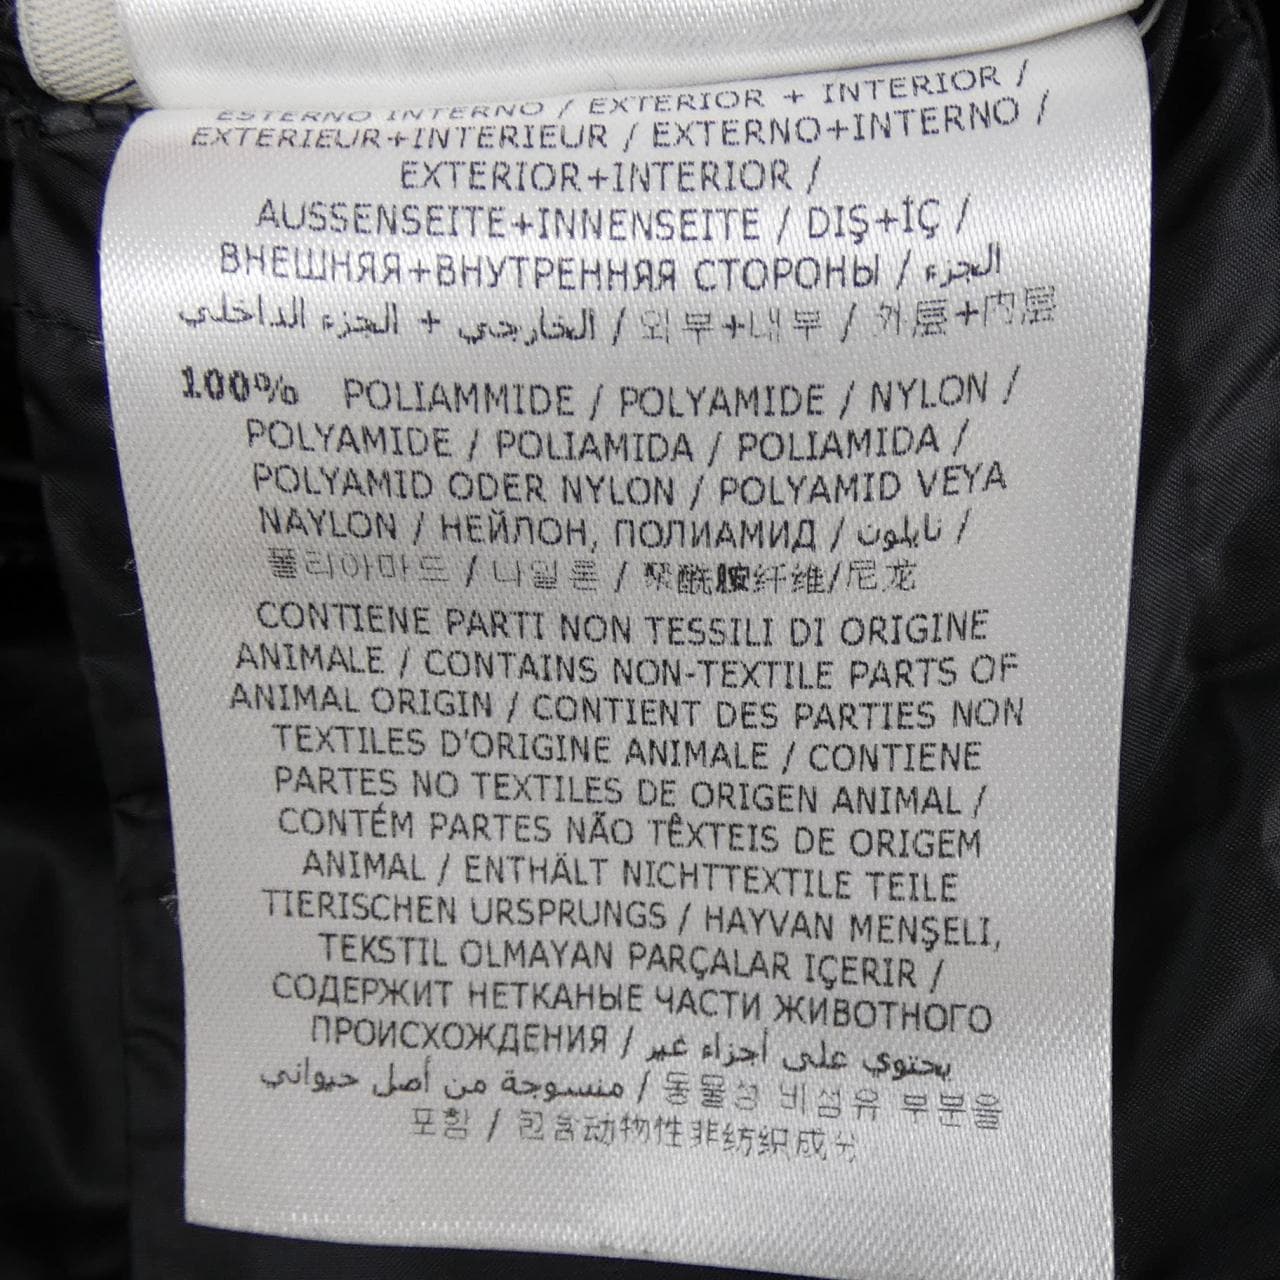 ESTERNO INTERNO / EXTERIOR + INTERIOR /
EXTERIEUR+INTERIEUR / EXTERNO+INTERNO /
EXTERIOR+INTERIOR /
AUSSENSEITE+INNENSEITE / DIŞ+İÇ /
ВНЕШНЯЯ+ВНУТРЕННЯЯ СТОРОНЫ / الجزء
الخارجي + الجزء الداخلي / 외부+내부 / 外层+内层
100% POLIAMMIDE / POLYAMIDE / NYLON /
POLYAMIDE / POLIAMIDA / POLIAMIDA /
POLYAMID ODER NYLON / POLYAMID VEYA
NAYLON / НЕЙЛОН, ПОЛИАМИД / نايلون /
폴리아마드 / 나일론 / 聚酰胺纤维/尼龙
CONTIENE PARTI NON TESSILI DI ORIGINE
ANIMALE / CONTAINS NON-TEXTILE PARTS OF
ANIMAL ORIGIN / CONTIENT DES PARTIES NON
TEXTILES D'ORIGINE ANIMALE / CONTIENE
PARTES NO TEXTILES DE ORIGEN ANIMAL /
CONTÉM PARTES NÃO TÊXTEIS DE ORIGEM
ANIMAL / ENTHÄLT NICHTTEXTILE TEILE
TIERISCHEN URSPRUNGS / HAYVAN MENŞELI,
TEKSTIL OLMAYAN PARÇALAR IÇERIR /
СОДЕРЖИТ НЕТКАНЫЕ ЧАСТИ ЖИВОТНОГО
ПРОИСХОЖДЕНИЯ / يحتوي على أجزاء غير
منسوجة من أصل حيواني / 동물성 비섬유 부분을
포함 / 包含动物性非纺织成分